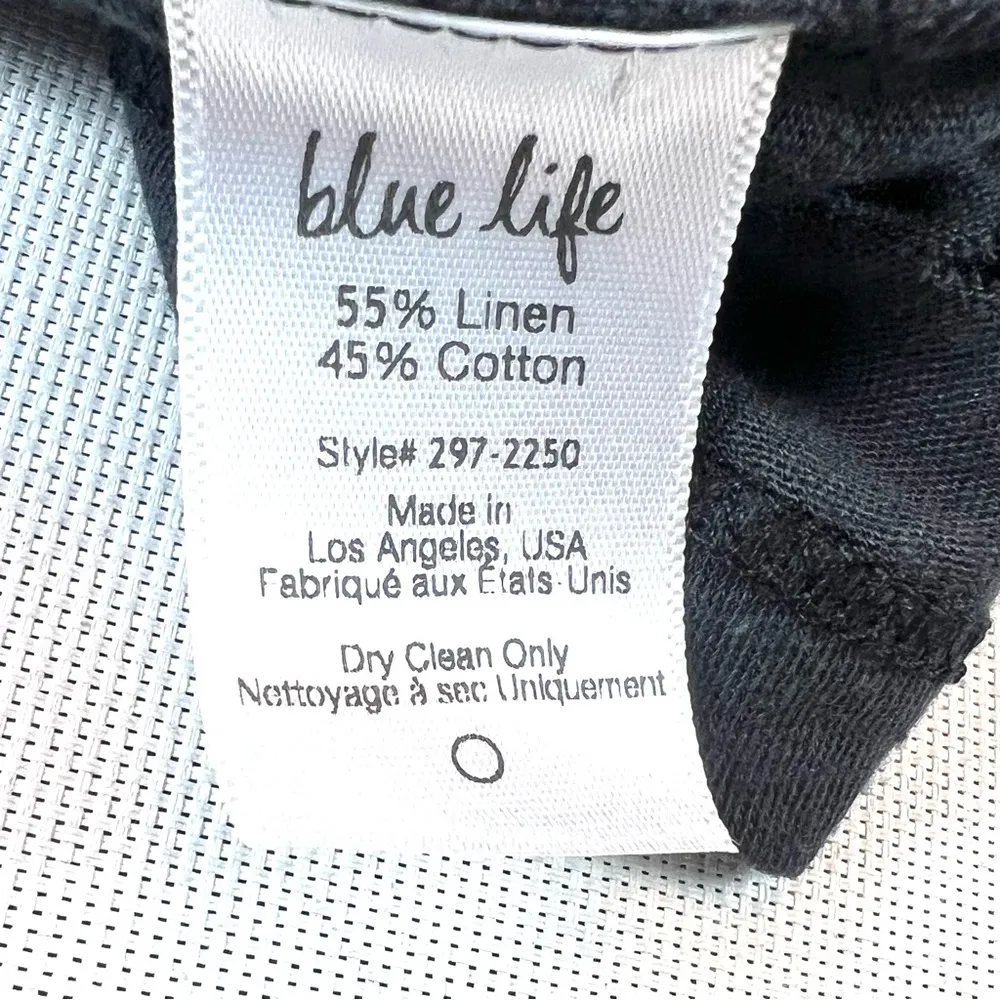 blue life
55% Linen
45% Cotton
Style# 297-2250
Made in
Los Angeles, USA
Fabriqué aux États-Unis
Dry Clean Only
Nettoyage à sec Uniquement